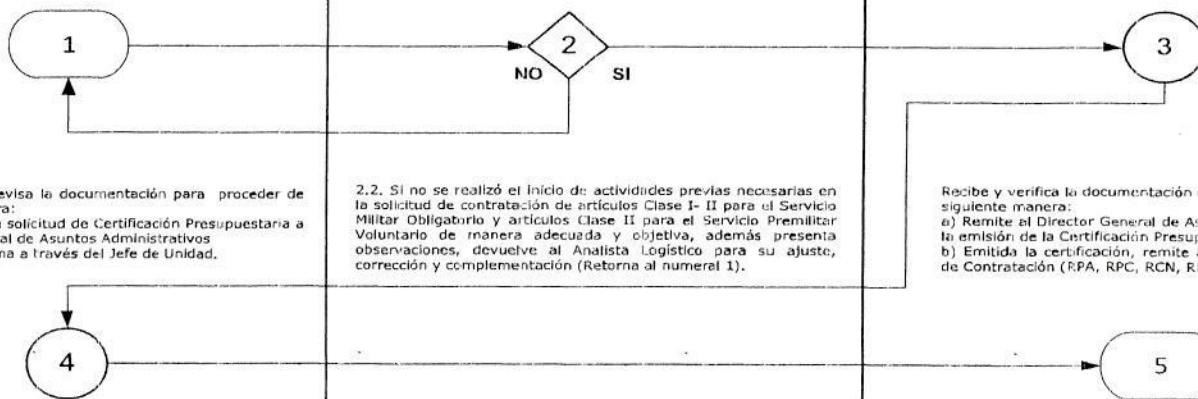 1
2
3
NO
SI
evisa la documentación para proceder de
ra:
solicitud de Certificación Presupuestaria a
al de Asuntos Administrativos
na a través del Jefe de Unidad.
2.2. Si no se realizó el inicio de actividades previas necesarias en
la solicitud de contratación de artículos Clase I- II para el Servicio
Militar Obligatorio y artículos Clase II para el Servicio Premilitar
Voluntario de manera adecuada y objetiva, además presenta
observaciones, devuelve al Analista Logístico para su ajuste,
corrección y complementación (Retorna al numeral 1).
Recibe y verifica la documentación
siguiente manera:
a) Remite al Director General de As
la emisión de la Certificación Presup
b) Emitida la certificación, remite
de Contratación (RPA, RPC, RCN, R
4
5